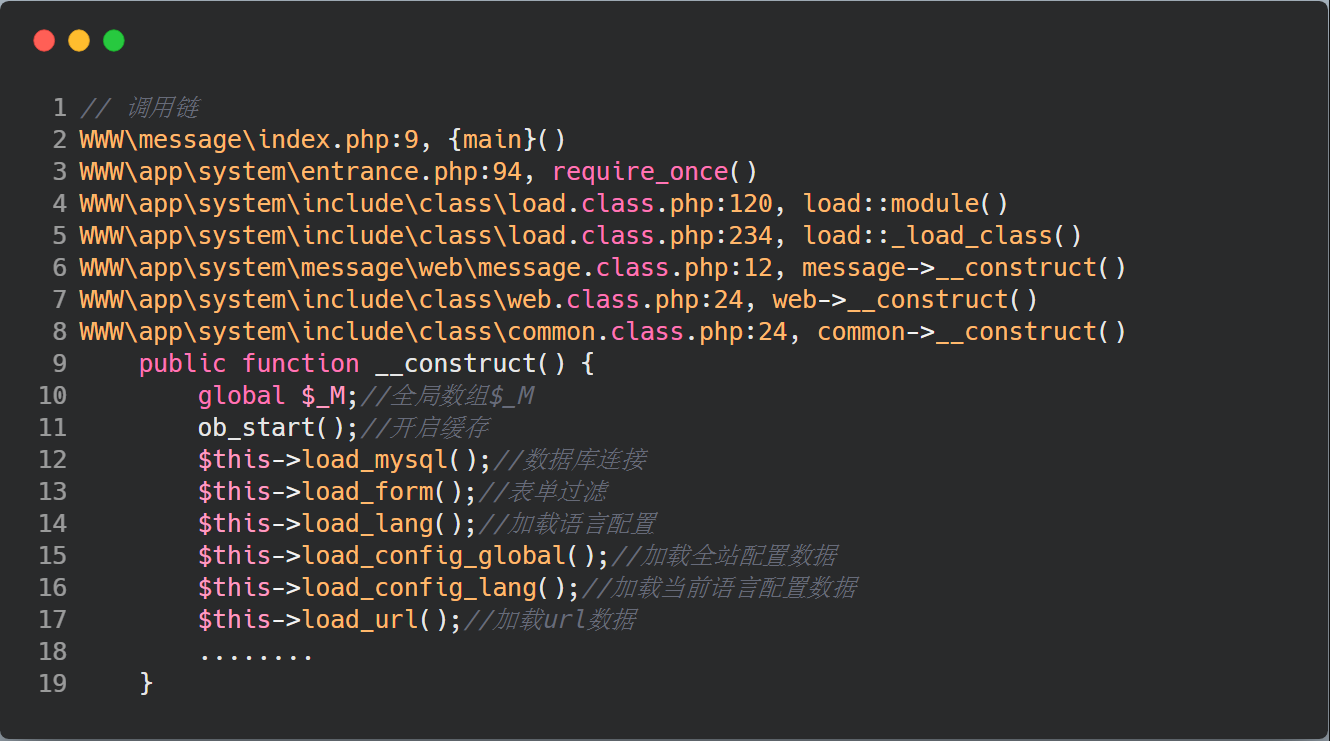 1 // 调用链
2 WWW\message\index.php:9, {main}()
3 WWW\app\system\entrance.php:94, require_once()
4 WWW\app\system\include\class\load.class.php:120, load::module()
5 WWW\app\system\include\class\load.class.php:234, load::_load_class()
6 WWW\app\system\message\web\message.class.php:12, message->__construct()
7 WWW\app\system\include\class\web.class.php:24, web->__construct()
8 WWW\app\system\include\class\common.class.php:24, common->__construct()
9     public function __construct() {
10         global $_M;//全局数组$_M
11         ob_start();//开启缓存
12         $this->load_mysql();//数据库连接
13         $this->load_form();//表单过滤
14         $this->load_lang();//加载语言配置
15         $this->load_config_global();//加载全站配置数据
16         $this->load_config_lang();//加载当前语言配置数据
17         $this->load_url();//加载url数据
18         ........
19     }